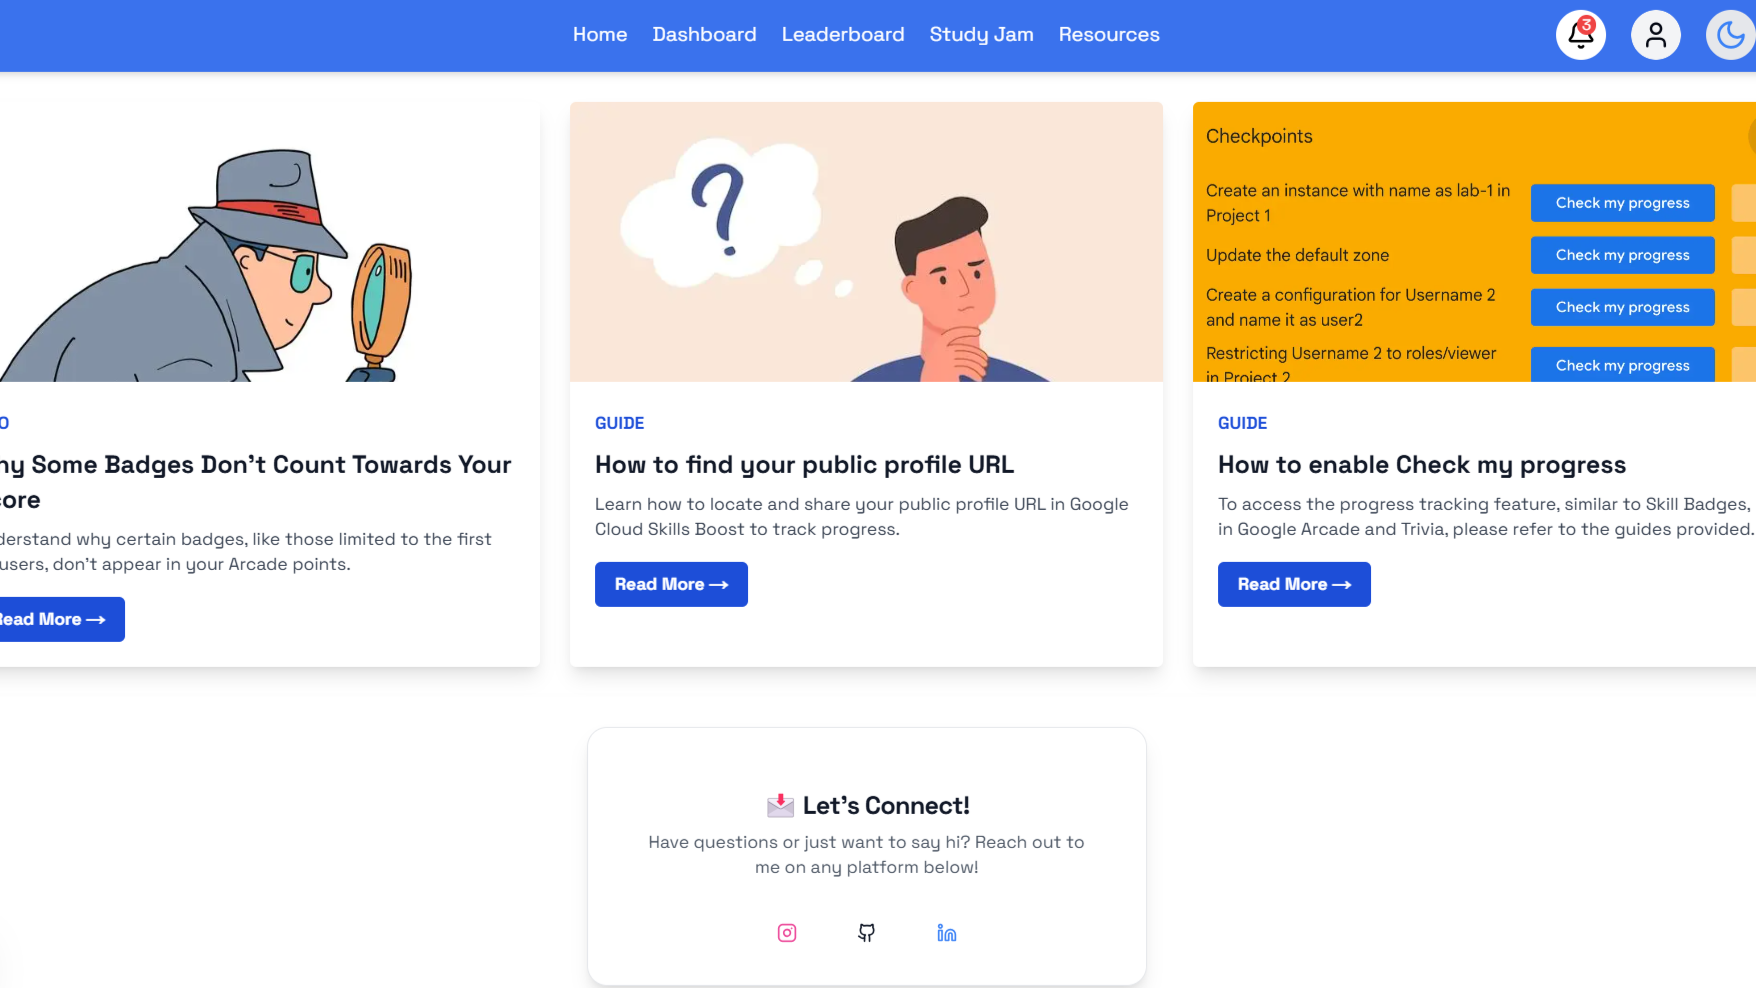 Home Dashboard Leaderboard Study Jam Resources
3
?
Checkpoints
Create an instance with name as lab-1 in
Project 1
Check my progress
Update the default zone
Check my progress
Create a configuration for Username 2
and name it as user2
Check my progress
Restricting Username 2 to roles/viewer
in Project 2
Check my progress
O
hy Some Badges Don't Count Towards Your
core
derstand why certain badges, like those limited to the first
users, don't appear in your Arcade points.
Read More →
GUIDE
How to find your public profile URL
Learn how to locate and share your public profile URL in Google
Cloud Skills Boost to track progress.
Read More →
GUIDE
How to enable Check my progress
To access the progress tracking feature, similar to Skill Badges,
in Google Arcade and Trivia, please refer to the guides provided.
Read More →
Let's Connect!
Have questions or just want to say hi? Reach out to
me on any platform below!